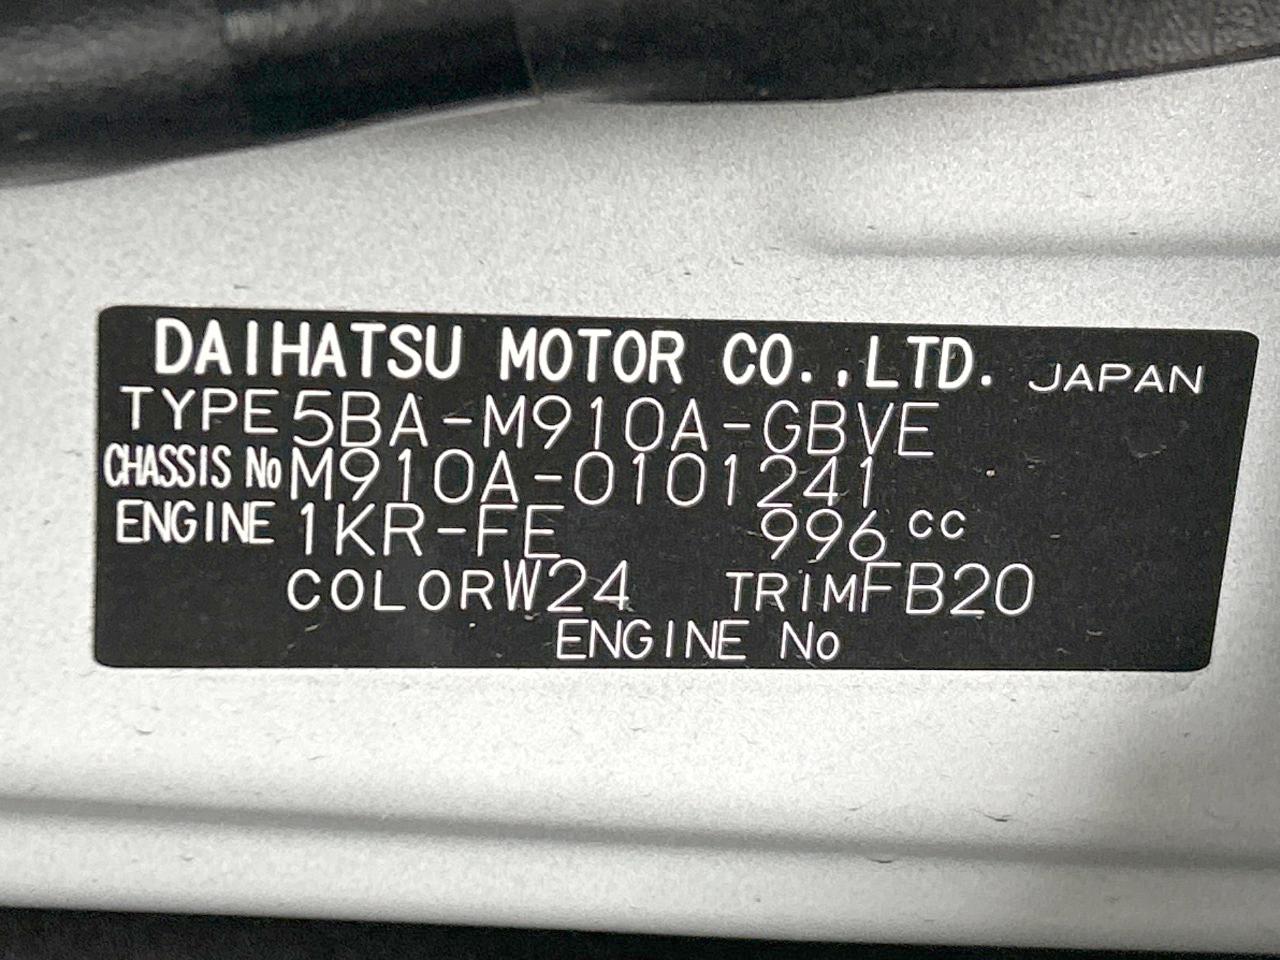 DAIHATSU MOTOR CO.,LTD. JAPAN
TYPE 5BA-M910A-GBVE
CHASSIS No M910A-0101241
ENGINE 1KR-FE 996 cc
COLOR W24 TRIM FB20
ENGINE No